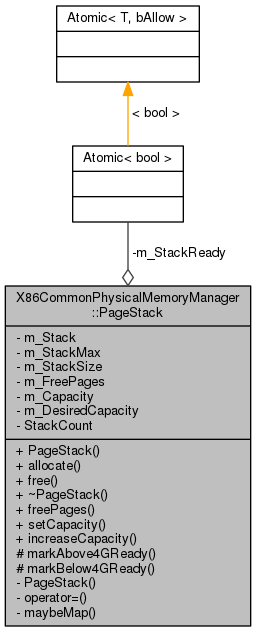 Atomic< T, bAllow >
< bool >
Atomic< bool >
-m_StackReady
X86CommonPhysicalMemoryManager
::PageStack
- m_Stack
- m_StackMax
- m_StackSize
- m_FreePages
- m_Capacity
- m_DesiredCapacity
- StackCount
+ PageStack()
+ allocate()
+ free()
+ ~PageStack()
+ freePages()
+ setCapacity()
+ increaseCapacity()
# markAbove4GReady()
# markBelow4GReady()
- PageStack()
- operator=()
- maybeMap()